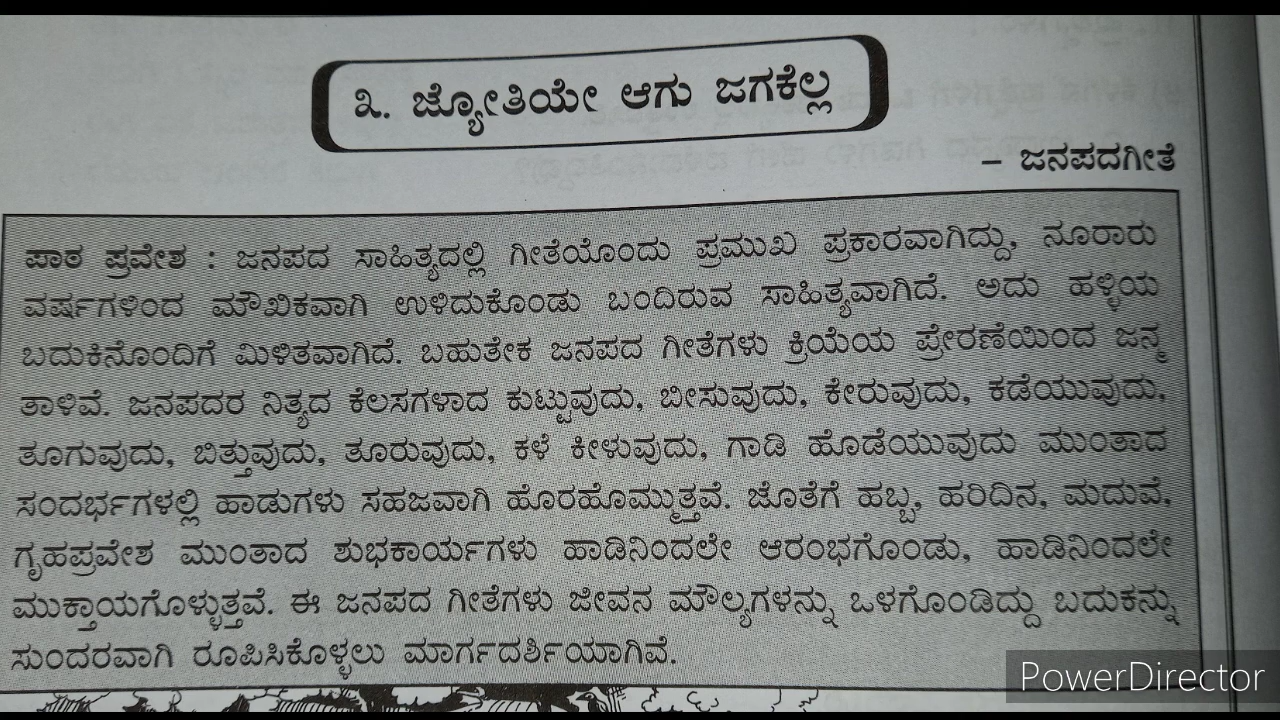 ೩. ಜ್ಯೋತಿಯೇ ಆಗು ಜಗಕೆಲ್ಲ
– ಜನಪದಗೀತೆ
ಪಾಠ ಪ್ರವೇಶ : ಜನಪದ ಸಾಹಿತ್ಯದಲ್ಲಿ ಗೀತೆಯೊಂದು ಪ್ರಮುಖ ಪ್ರಕಾರವಾಗಿದ್ದು, ನೂರಾರು
ವರ್ಷಗಳಿಂದ ಮೌಖಿಕವಾಗಿ ಉಳಿದುಕೊಂಡು ಬಂದಿರುವ ಸಾಹಿತ್ಯವಾಗಿದೆ. ಅದು ಹಳ್ಳಿಯ
ಬದುಕಿನೊಂದಿಗೆ ಮಿಳಿತವಾಗಿದೆ. ಬಹುತೇಕ ಜನಪದ ಗೀತೆಗಳು ಕ್ರಿಯೆಯ ಪ್ರೇರಣೆಯಿಂದ ಜನ್ಮ
ತಾಳಿವೆ. ಜನಪದರ ನಿತ್ಯದ ಕೆಲಸಗಳಾದ ಕುಟ್ಟುವುದು, ಬೀಸುವುದು, ಕೇರುವುದು, ಕಡೆಯುವುದು,
ತೂಗುವುದು, ಬಿತ್ತುವುದು, ತೂರುವುದು, ಕಳೆ ಕೀಳುವುದು, ಗಾಡಿ ಹೊಡೆಯುವುದು ಮುಂತಾದ
ಸಂದರ್ಭಗಳಲ್ಲಿ ಹಾಡುಗಳು ಸಹಜವಾಗಿ ಹೊರಹೊಮ್ಮುತ್ತವೆ. ಜೊತೆಗೆ ಹಬ್ಬ, ಹರಿದಿನ, ಮದುವೆ,
ಗೃಹಪ್ರವೇಶ ಮುಂತಾದ ಶುಭಕಾರ್ಯಗಳು ಹಾಡಿನಿಂದಲೇ ಆರಂಭಗೊಂಡು, ಹಾಡಿನಿಂದಲೇ
ಮುಕ್ತಾಯಗೊಳ್ಳುತ್ತವೆ. ಈ ಜನಪದ ಗೀತೆಗಳು ಜೀವನ ಮೌಲ್ಯಗಳನ್ನು ಒಳಗೊಂಡಿದ್ದು ಬದುಕನ್ನು
ಸುಂದರವಾಗಿ ರೂಪಿಸಿಕೊಳ್ಳಲು ಮಾರ್ಗದರ್ಶಿಯಾಗಿವೆ.
PowerDirector